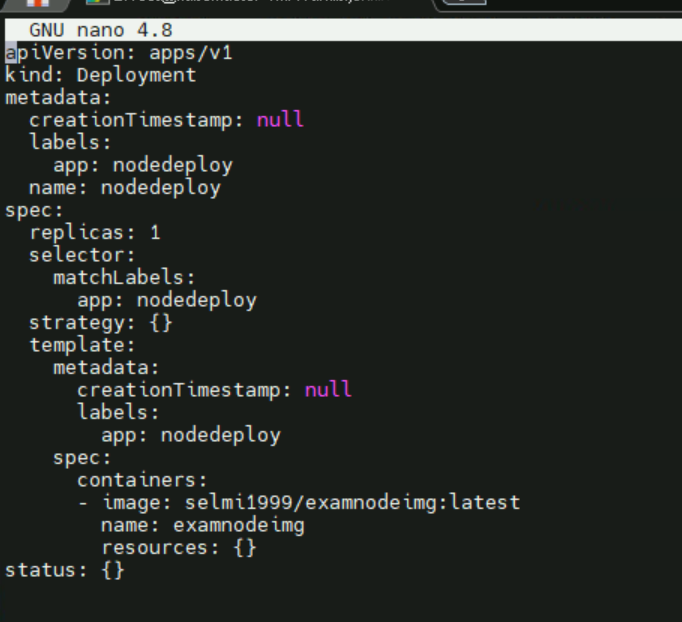 GNU nano 4.8
apiVersion: apps/v1
kind: Deployment
metadata:
  creationTimestamp: null
  labels:
    app: nodedeploy
  name: nodedeploy
spec:
  replicas: 1
  selector:
    matchLabels:
      app: nodedeploy
  strategy: {}
  template:
    metadata:
      creationTimestamp: null
      labels:
        app: nodedeploy
    spec:
      containers:
      - image: selmi1999/examnodeimg:latest
        name: examnodeimg
        resources: {}
status: {}